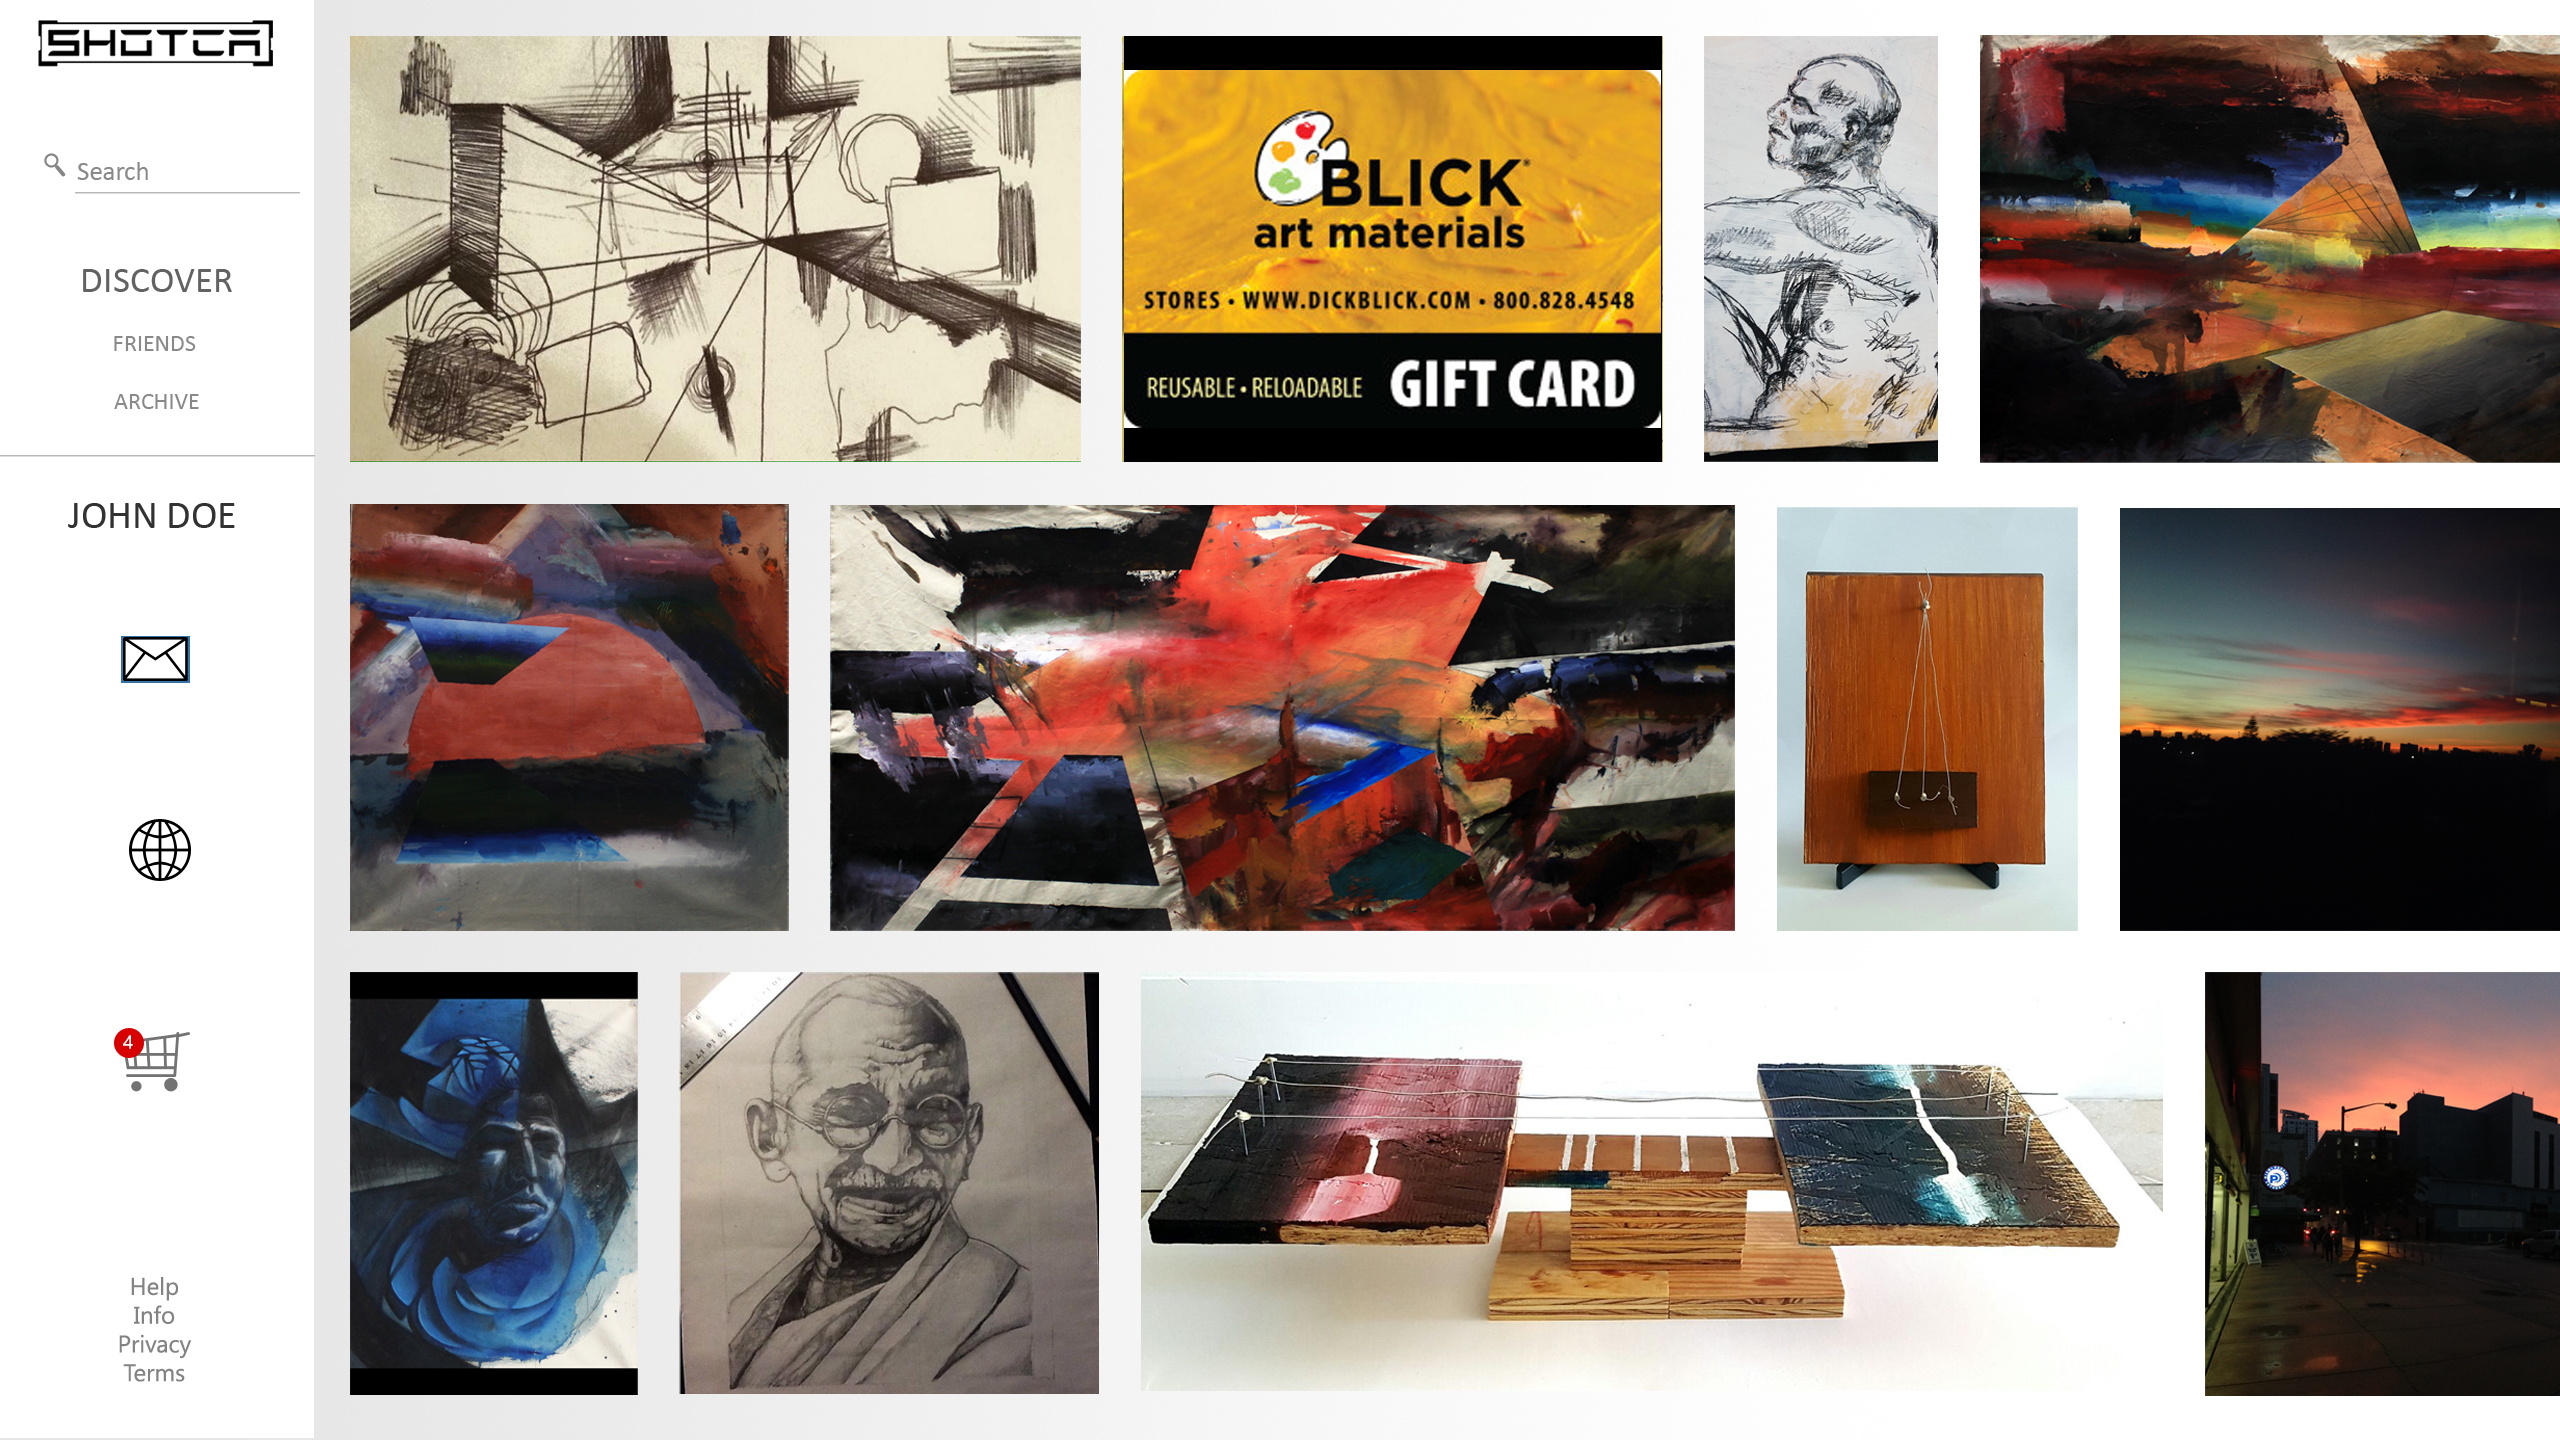 SHOTCA
Search
DISCOVER
FRIENDS
ARCHIVE
JOHN DOE
4
Help
Info
Privacy
Terms
BLICK®
art materials
STORES • WWW.DICKBLICK.COM • 800.828.4548
REUSABLE • RELOADABLE GIFT CARD